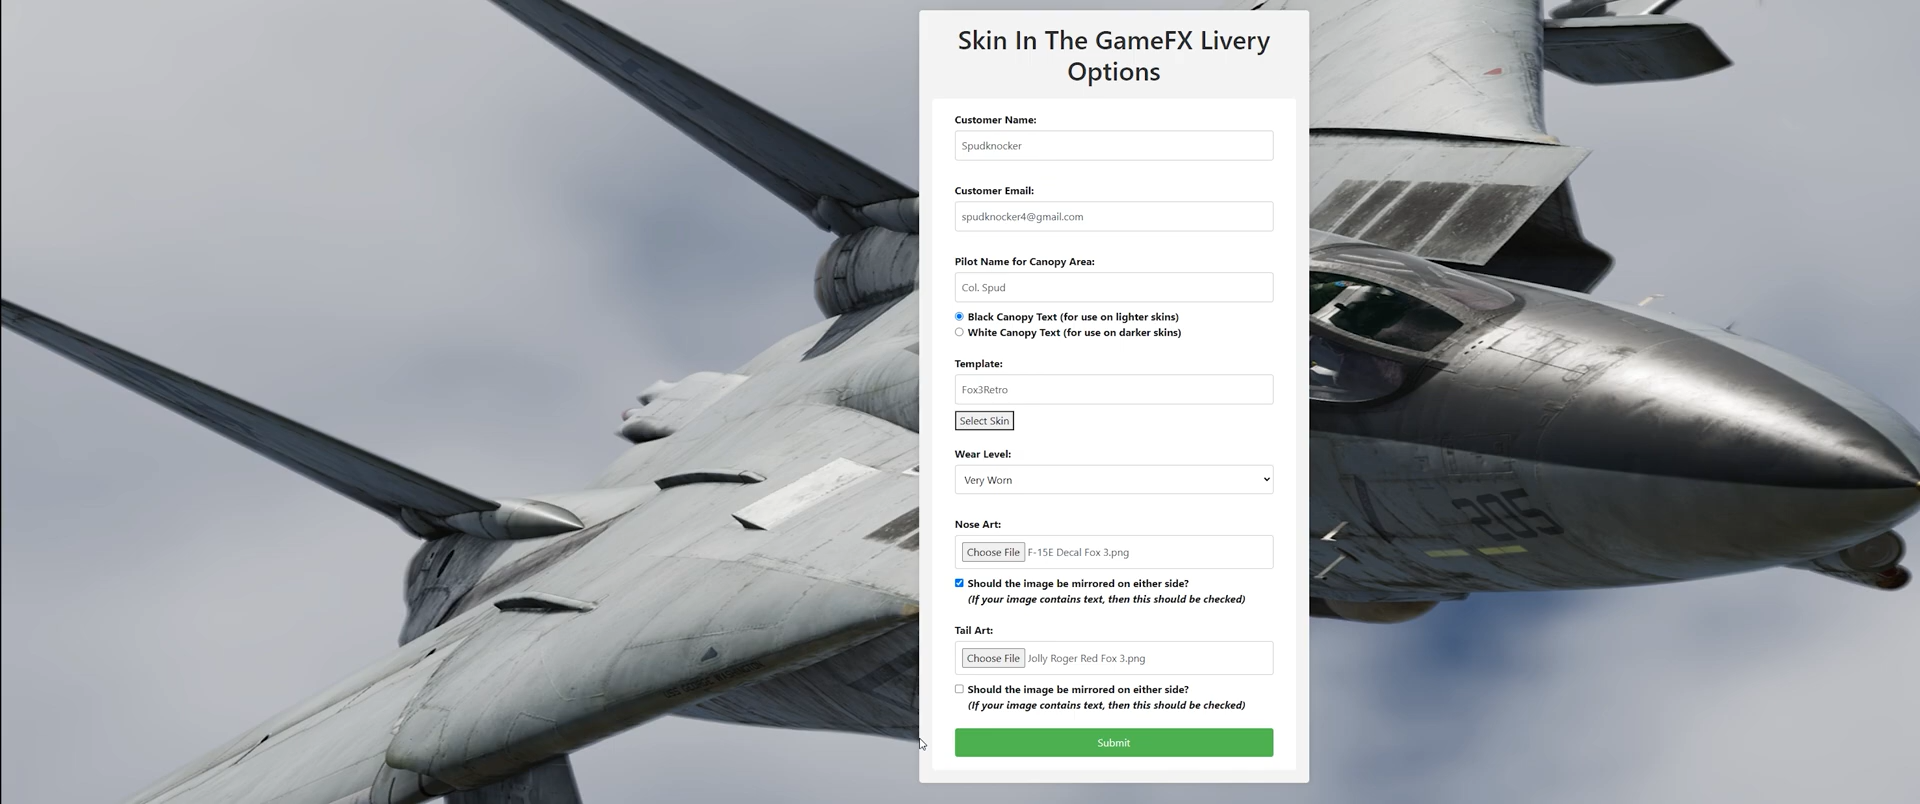 Skin In The GameFX Livery
Options
Customer Name:
Spudknocker
Customer Email:
spudknocker4@gmail.com
Pilot Name for Canopy Area:
Col. Spud
Black Canopy Text (for use on lighter skins)
White Canopy Text (for use on darker skins)
Template:
Fox3Retro
Select Skin
Wear Level:
Very Worn
Nose Art:
Choose File F-15E Decal Fox 3.png
Should the image be mirrored on either side?
(If your image contains text, then this should be checked)
Tail Art:
Choose File Jolly Roger Red Fox 3.png
Should the image be mirrored on either side?
(If your image contains text, then this should be checked)
Submit
205